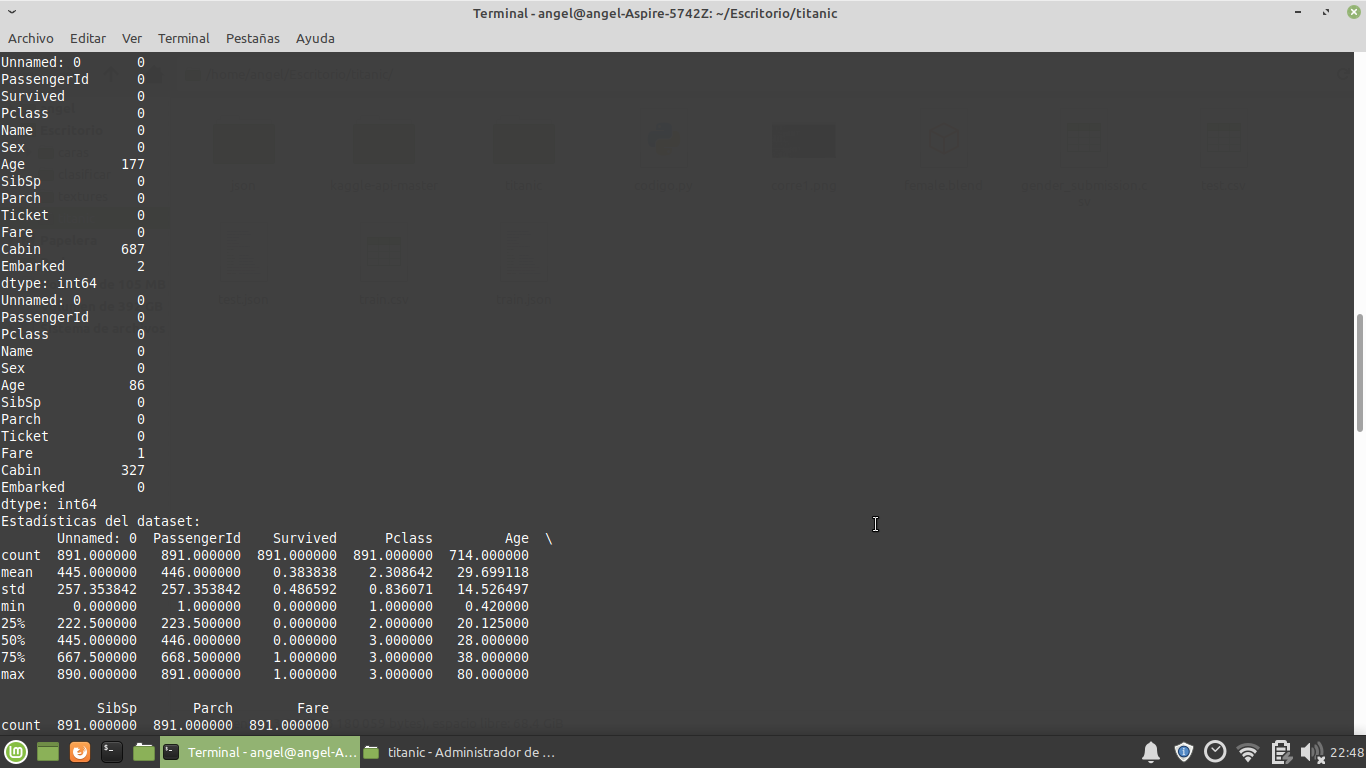 Terminal - angel@angel-Aspire-5742Z: ~/Escritorio/titanic
Archivo Editar Ver Terminal Pestañas Ayuda
Unnamed: 0 0
PassengerId 0
Survived 0
Pclass 0
Name 0
Sex 0
Age 177
SibSp 0
Parch 0
Ticket 0
Fare 0
Cabin 687
Embarked 2
dtype: int64
Unnamed: 0 0
PassengerId 0
Pclass 0
Name 0
Sex 0
Age 86
SibSp 0
Parch 0
Ticket 0
Fare 1
Cabin 327
Embarked 0
dtype: int64
Estadísticas del dataset:
Unnamed: 0 PassengerId Survived Pclass Age \
count 891.000000 891.000000 891.000000 891.000000 714.000000
mean 445.000000 446.000000 0.383838 2.308642 29.699118
std 257.353842 257.353842 0.486592 0.836071 14.526497
min 0.000000 1.000000 0.000000 1.000000 0.420000
25% 222.500000 223.500000 0.000000 2.000000 20.125000
50% 445.000000 446.000000 0.000000 3.000000 28.000000
75% 667.500000 668.500000 1.000000 3.000000 38.000000
max 890.000000 891.000000 1.000000 3.000000 80.000000
SibSp Parch Fare
count 891.000000 891.000000 891.000000
Terminal - angel@angel-A... titanic - Administrador de ... 22:48